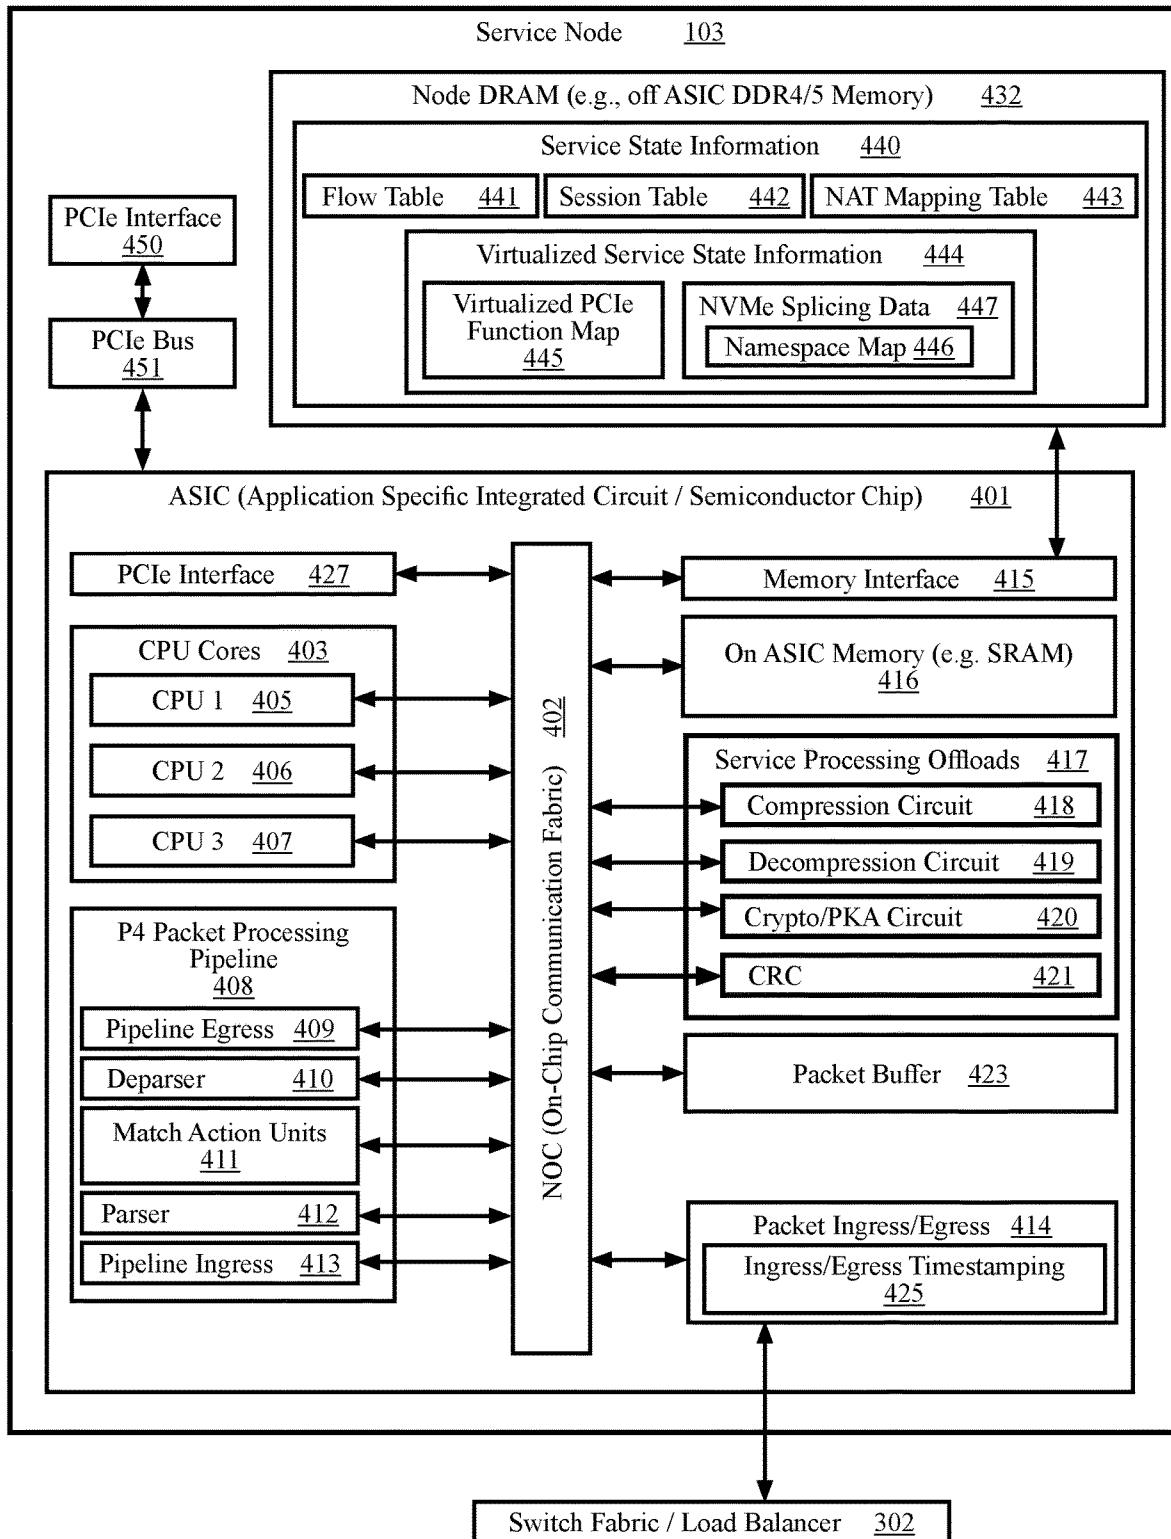 Service Node 103
Node DRAM (e.g., off ASIC DDR4/5 Memory) 432
Service State Information 440
Flow Table 441
Session Table 442
NAT Mapping Table 443
Virtualized Service State Information 444
Virtualized PCIe
Function Map
445
NVMe Splicing Data 447
Namespace Map 446
PCIe Interface
450
PCIe Bus
451
ASIC (Application Specific Integrated Circuit / Semiconductor Chip) 401
PCIe Interface 427
CPU Cores 403
CPU 1 405
CPU 2 406
CPU 3 407
P4 Packet Processing
Pipeline
408
Pipeline Egress 409
Deparser 410
Match Action Units
411
Parser 412
Pipeline Ingress 413
NOC (On-Chip Communication Fabric) 402
Memory Interface 415
On ASIC Memory (e.g. SRAM)
416
Service Processing Offloads 417
Compression Circuit 418
Decompression Circuit 419
Crypto/PKA Circuit 420
CRC 421
Packet Buffer 423
Packet Ingress/Egress 414
Ingress/Egress Timestamping
425
Switch Fabric / Load Balancer 302